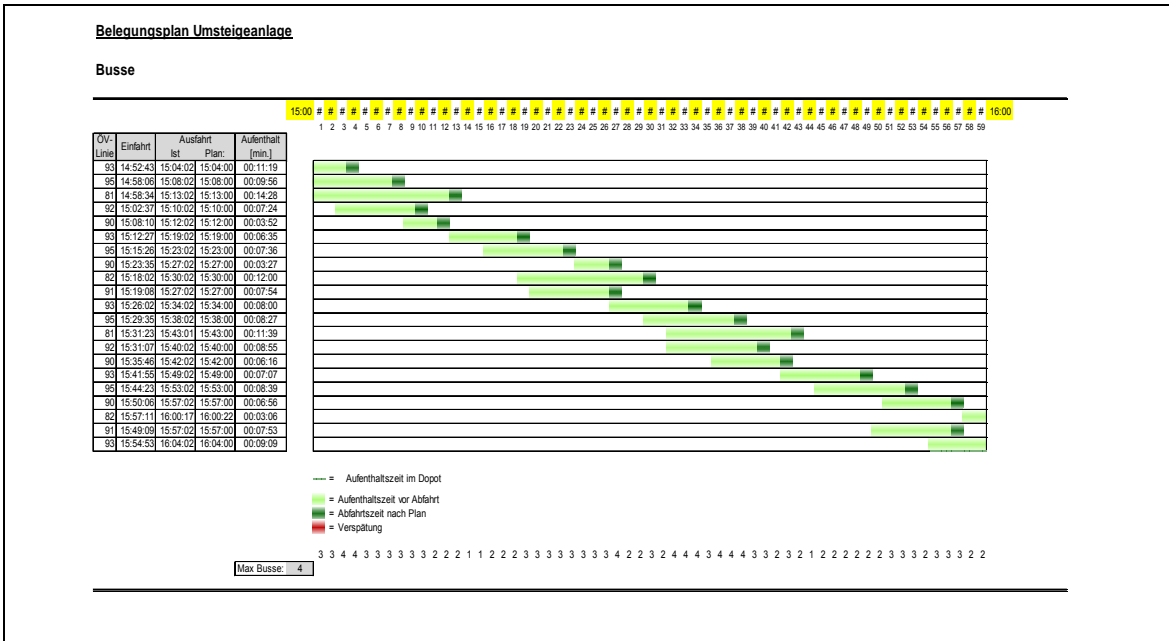 Belegungsplan Umsteigeanlage
Busse
15:00 # # # # # # # # # # # # # # # # # # # # # # # # # # # # # # # # # # # # # # # # # # # # # # # # # # # # # # # # # # # 16:00
1 2 3 4 5 6 7 8 9 10 11 12 13 14 15 16 17 18 19 20 21 22 23 24 25 26 27 28 29 30 31 32 33 34 35 36 37 38 39 40 41 42 43 44 45 46 47 48 49 50 51 52 53 54 55 56 57 58 59
ÖV-Linie Einfahrt Ausfahrt Ist Plan: Aufenthalt [min.]
93 14:52:43 15:04:02 15:04:00 00:11:19
95 14:58:06 15:08:02 15:08:00 00:09:56
81 14:58:34 15:13:02 15:13:00 00:14:28
92 15:02:37 15:10:02 15:10:00 00:07:24
90 15:08:10 15:12:02 15:12:00 00:03:52
93 15:12:27 15:19:02 15:19:00 00:06:35
95 15:15:26 15:23:02 15:23:00 00:07:36
90 15:23:35 15:27:02 15:27:00 00:03:27
82 15:18:02 15:30:02 15:30:00 00:12:00
91 15:19:08 15:27:02 15:27:00 00:07:54
93 15:26:02 15:34:02 15:34:00 00:08:00
95 15:29:35 15:38:02 15:38:00 00:08:27
81 15:31:23 15:43:01 15:43:00 00:11:39
92 15:31:07 15:40:02 15:40:00 00:08:55
90 15:35:46 15:42:02 15:42:00 00:06:16
93 15:41:55 15:49:02 15:49:00 00:07:07
95 15:44:23 15:53:02 15:53:00 00:08:39
90 15:50:06 15:57:02 15:57:00 00:06:56
82 15:57:11 16:00:17 16:00:22 00:03:06
91 15:49:09 15:57:02 15:57:00 00:07:53
93 15:54:53 16:04:02 16:04:00 00:09:09
= Aufenthaltszeit im Dopot
= Aufenthaltszeit vor Abfahrt
= Abfahrtszeit nach Plan
= Verspätung
3 3 4 4 3 3 3 3 3 3 2 2 2 1 1 2 2 2 3 3 3 3 3 3 3 3 4 2 2 3 2 4 4 4 3 4 4 4 3 3 2 3 2 1 2 2 2 2 2 2 3 3 3 2 3 3 3 2 2
Max Busse: 4